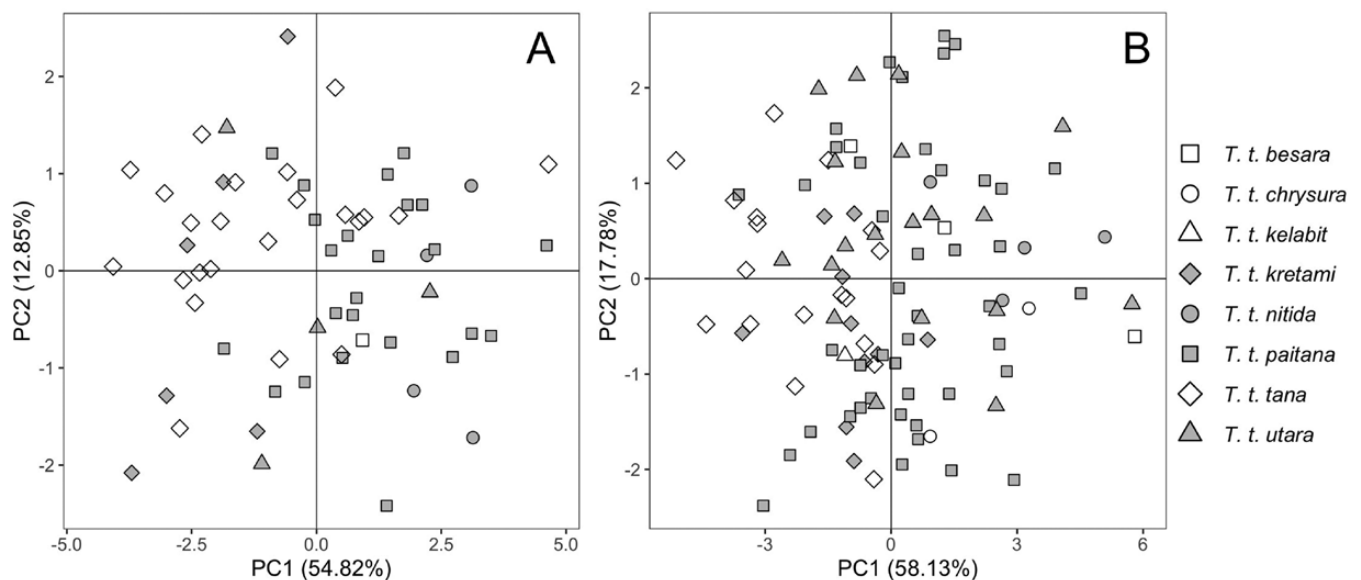 A
2
1
0
-1
-2
PC2 (12.85%)
-5.0
-2.5
0.0
2.5
5.0
PC1 (54.82%)
B
2
1
0
-1
-2
PC2 (17.78%)
-3
0
3
6
PC1 (58.13%)
T. t. besara
T. t. chrysura
T. t. kelabit
T. t. kretami
T. t. nitida
T. t. paitana
T. t. tana
T. t. utara